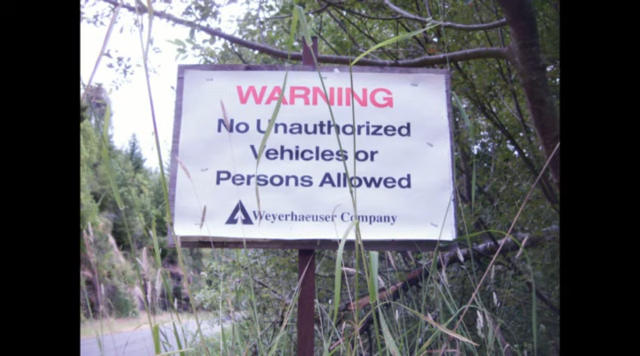 WARNING
No Unauthorized
Vehicles or
Persons Allowed
Weyerhaeuser Company